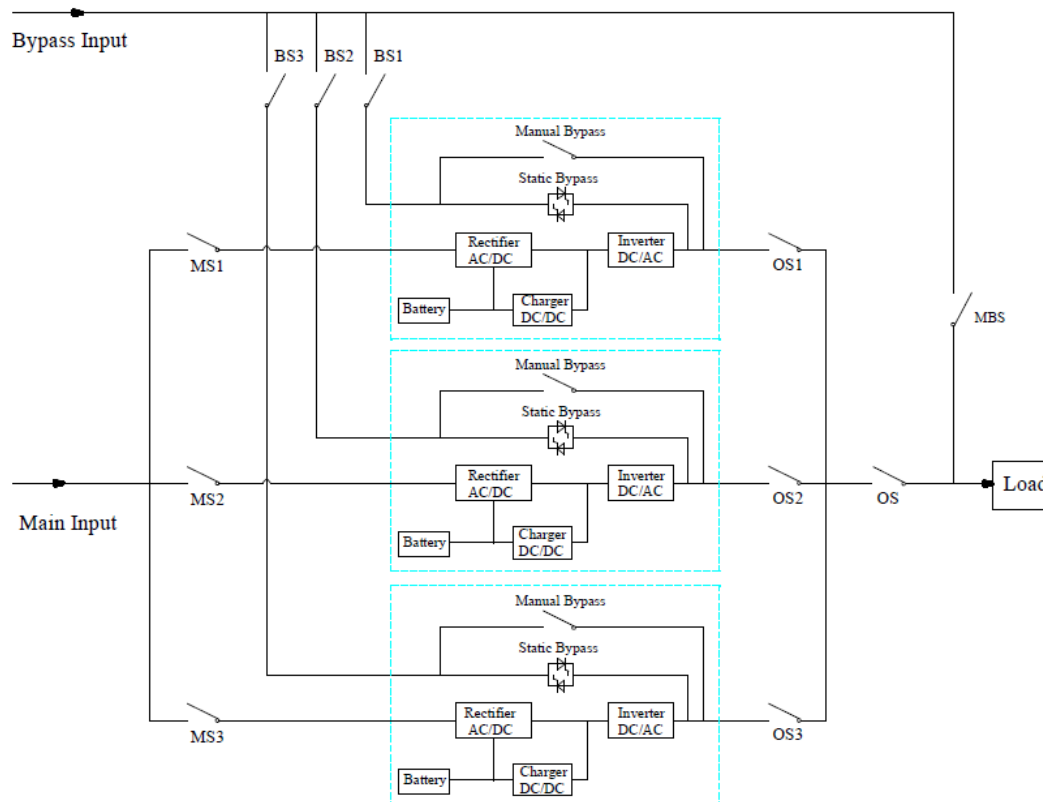 Bypass Input
BS3
BS2
BS1
Manual Bypass
Static Bypass
MS1
Rectifier
AC/DC
Inverter
DC/AC
OS1
Battery
Charger
DC/DC
MBS
Manual Bypass
Static Bypass
Main Input
MS2
Rectifier
AC/DC
Inverter
DC/AC
OS2
OS
Load
Battery
Charger
DC/DC
Manual Bypass
Static Bypass
MS3
Rectifier
AC/DC
Inverter
DC/AC
OS3
Battery
Charger
DC/DC